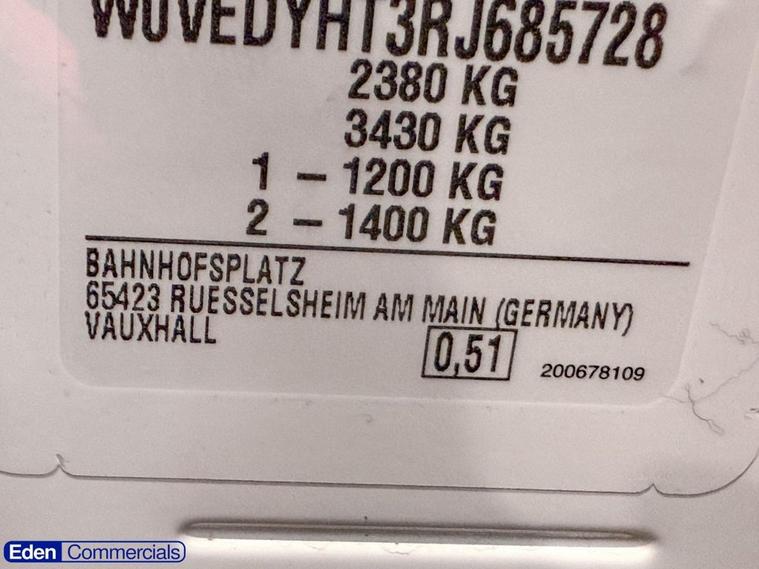 W0VEDYHT3RJ685728
2380 KG
3430 KG
1 – 1200 KG
2 – 1400 KG
BAHNHOFSPLATZ
65423 RUESSELSHEIM AM MAIN (GERMANY)
VAUXHALL
0,51
200678109
Eden Commercials